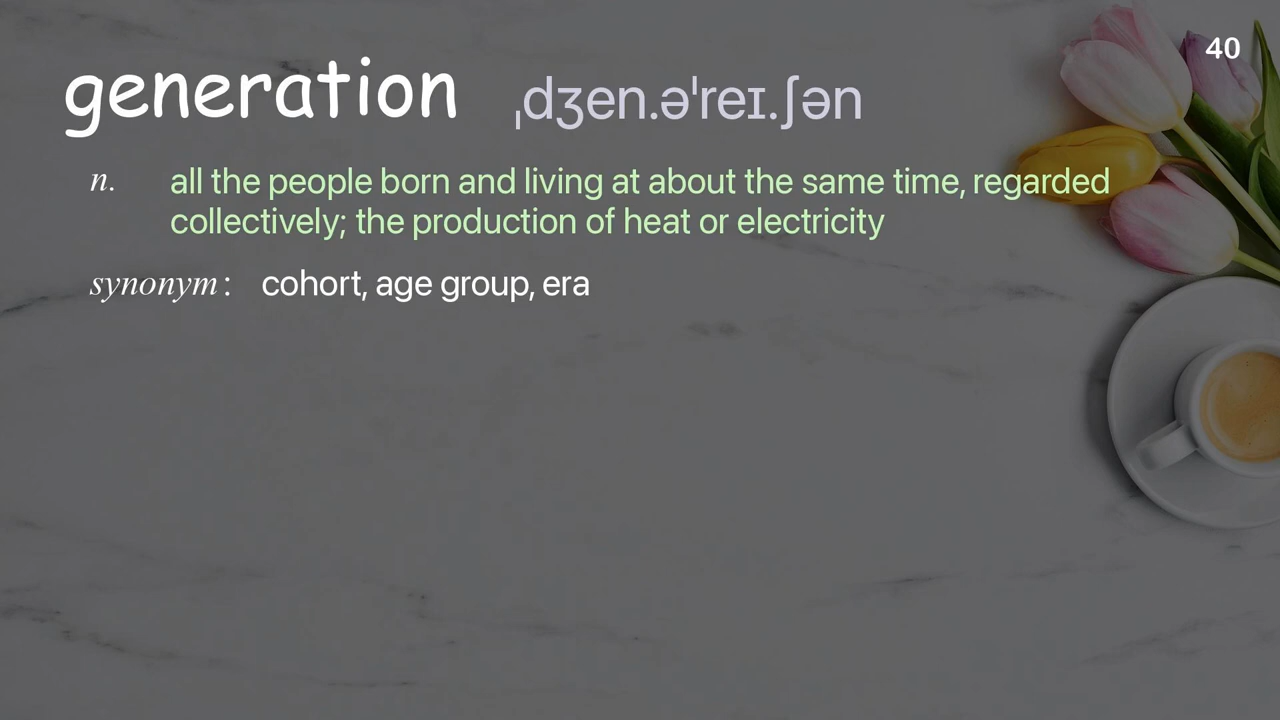 40
generation ˌdʒen.əˈreɪ.ʃən
n. all the people born and living at about the same time, regarded
collectively; the production of heat or electricity
synonym : cohort, age group, era